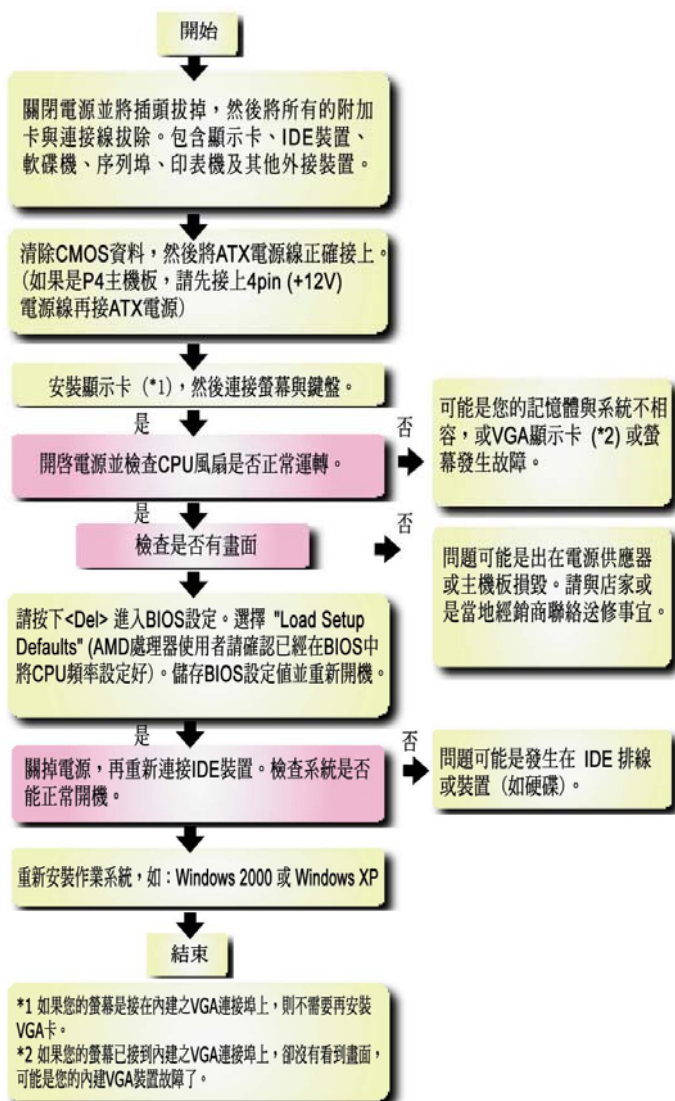 開始
關閉電源並將插頭拔掉，然後將所有的附加
卡與連接線拔除。包含顯示卡、IDE裝置、
軟碟機、序列埠、印表機及其他外接裝置。
清除CMOS資料，然後將ATX電源線正確接上。
(如果是P4主機板，請先接上4pin (+12V)
電源線再接ATX電源)
安裝顯示卡 (*1)，然後連接螢幕與鍵盤。
是
開啓電源並檢查CPU風扇是否正常運轉。
否
可能是您的記憶體與系統不相
容，或VGA顯示卡 (*2) 或螢
幕發生故障。
是
檢查是否有畫面
否
問題可能是出在電源供應器
或主機板損毀。請與店家或
是當地經銷商聯絡送修事宜。
請按下<Del> 進入BIOS設定。選擇 "Load Setup
Defaults" (AMD處理器使用者請確認已經在BIOS中
將CPU頻率設定好)。儲存BIOS設定值並重新開機。
是
關掉電源，再重新連接IDE裝置。檢查系統是否
能正常開機。
否
問題可能是發生在 IDE 排線
或裝置（如硬碟）。
重新安裝作業系統，如：Windows 2000 或 Windows XP
結束
*1 如果您的螢幕是接在內建之VGA連接埠上，則不需要再安裝
VGA卡。
*2 如果您的螢幕已接到內建之VGA連接埠上，卻沒有看到畫面，
可能是您的內建VGA裝置故障了。